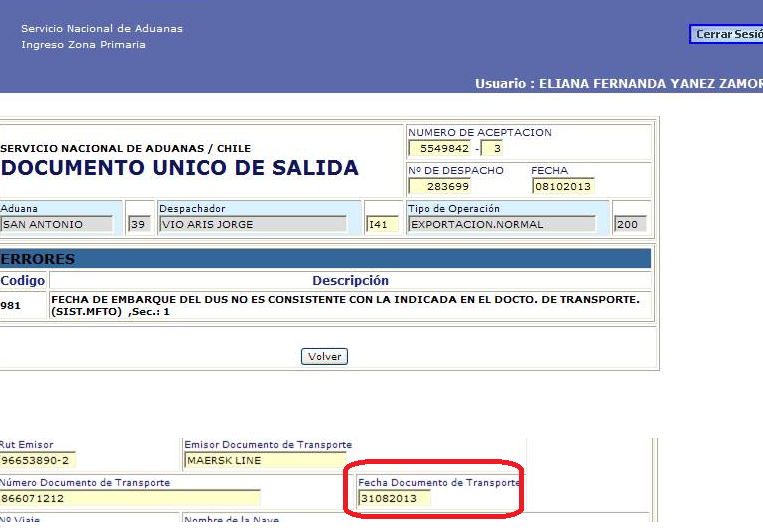 Servicio Nacional de Aduanas
Ingreso Zona Primaria
Cerrar Sesió
Usuario : ELIANA FERNANDA YANEZ ZAMOR
SERVICIO NACIONAL DE ADUANAS / CHILE
DOCUMENTO UNICO DE SALIDA
NUMERO DE ACEPTACION
5549842 - 3
Nº DE DESPACHO FECHA
283699 08102013
Aduana Despachador Tipo de Operación
SAN ANTONIO 39 VIO ARIS JORGE I41 EXPORTACION.NORMAL 200
ERRORES
Codigo Descripción
981 FECHA DE EMBARQUE DEL DUS NO ES CONSISTENTE CON LA INDICADA EN EL DOCTO. DE TRANSPORTE.
(SIST.MFTO) ,Sec.: 1
Volver
Rut Emisor Emisor Documento de Transporte
96653890-2 MAERSK LINE
Número Documento de Transporte Fecha Documento de Transporte
866071212 31082013
Nº Viaje Nombre de la Nave